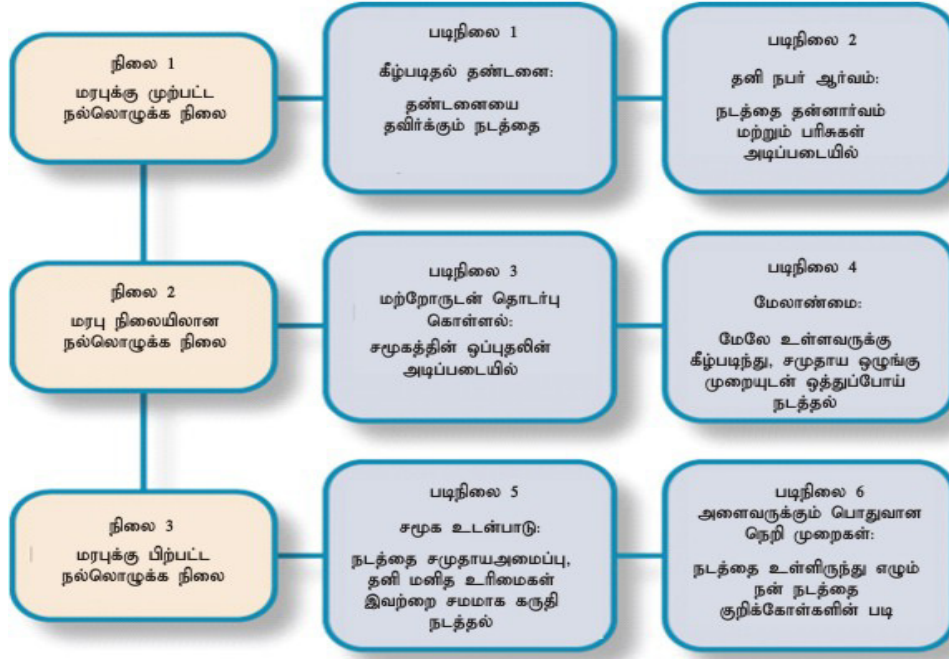 நிலை 1
மரபுக்கு முற்பட்ட
நல்லொழுக்க நிலை
படிநிலை 1
கீழ்படிதல் தண்டனை:
தண்டனையை
தவிர்க்கும் நடத்தை
படிநிலை 2
தனி நபர் ஆர்வம்:
நடத்தை தன்னார்வம்
மற்றும் பரிசுகள்
அடிப்படையில்
நிலை 2
மரபு நிலையிலான
நல்லொழுக்க நிலை
படிநிலை 3
மற்றோருடன் தொடர்பு
கொள்ளல்:
சமூகத்தின் ஒப்புதலின்
அடிப்படையில்
படிநிலை 4
மேலாண்மை:
மேலே உள்ளவருக்கு
கீழ்படிந்து, சமுதாய ஒழுங்கு
முறையுடன் ஒத்துப்போய்
நடத்தல்
நிலை 3
மரபுக்கு பிற்பட்ட
நல்லொழுக்க நிலை
படிநிலை 5
சமூக உடன்பாடு:
நடத்தை சமுதாயஅமைப்பு,
தனி மனித உரிமைகள்
இவற்றை சமமாக கருதி
நடத்தல்
படிநிலை 6
அளைவருக்கும் பொதுவான
நெறி முறைகள்:
நடத்தை உள்ளிருந்து எழும்
நன் நடத்தை
குறிக்கோள்களின் படி